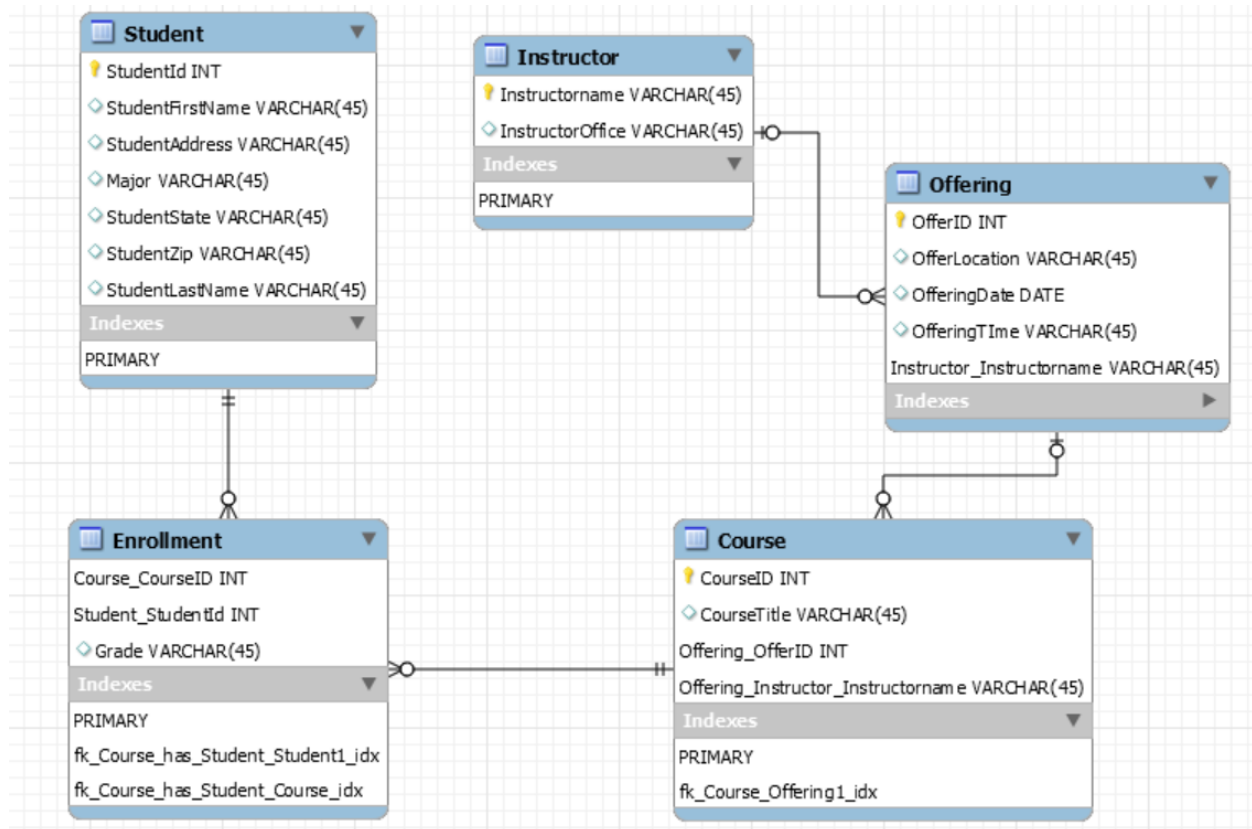 Student
StudentId INT
StudentFirstName VARCHAR(45)
StudentAddress VARCHAR(45)
Major VARCHAR(45)
StudentState VARCHAR(45)
StudentZip VARCHAR(45)
StudentLastName VARCHAR(45)
Indexes
PRIMARY
Instructor
Instructorname VARCHAR(45)
InstructorOffice VARCHAR(45)
Indexes
PRIMARY
Offering
OfferID INT
OfferLocation VARCHAR(45)
OfferingDate DATE
OfferingTIme VARCHAR(45)
Instructor_Instructorname VARCHAR(45)
Indexes
Enrollment
Course_CourseID INT
Student_StudentId INT
Grade VARCHAR(45)
Indexes
PRIMARY
fk_Course_has_Student_Student1_idx
fk_Course_has_Student_Course_idx
Course
CourseID INT
CourseTitle VARCHAR(45)
Offering_OfferID INT
Offering_Instructor_Instructorname VARCHAR(45)
Indexes
PRIMARY
fk_Course_Offering1_idx